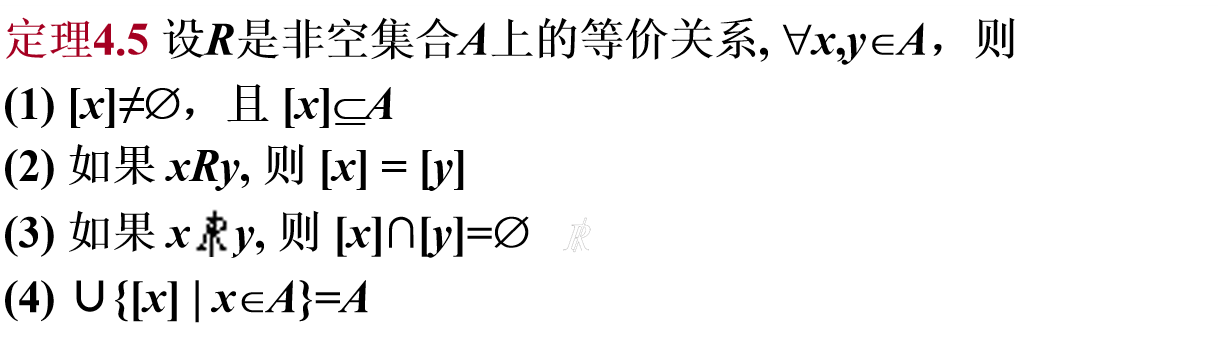 定理4.5 设R是非空集合A上的等价关系, ∀x,y∈A，则
(1) [x]≠∅，且 [x]⊆A
(2) 如果 xRy, 则 [x] = [y]
(3) 如果 x R̸ y, 则 [x]∩[y]=∅ R̸
(4) ∪{[x] | x∈A}=A